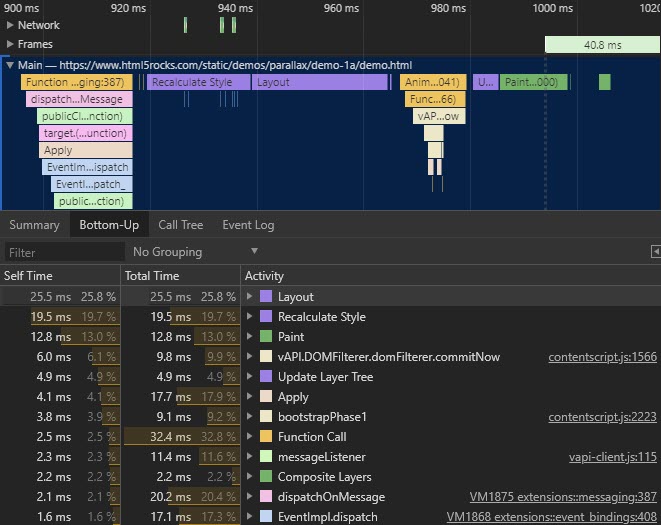 900 ms 920 ms 940 ms 960 ms 980 ms 1000 ms 1020
Network
Frames 40.8 ms
Main — https://www.html5rocks.com/static/demos/parallax/demo-1a/demo.html
Function ...ging:387) Recalculate Style Layout Anim...041) U... Paint...000)
dispatch...Message Func...66)
publicCl...nction) vAP...ow
target.(...unction)
Apply
EventIm...ispatch
EventI...patch_
public...ction)
Summary Bottom-Up Call Tree Event Log
Filter No Grouping
Self Time Total Time Activity
25.5 ms 25.8 % 25.5 ms 25.8 % Layout
19.5 ms 19.7 % 19.5 ms 19.7 % Recalculate Style
12.8 ms 13.0 % 12.8 ms 13.0 % Paint
6.0 ms 6.1 % 9.8 ms 9.9 % vAPI.DOMFilterer.domFilterer.commitNow contentscript.js:1566
4.9 ms 4.9 % 4.9 ms 4.9 % Update Layer Tree
4.1 ms 4.1 % 17.7 ms 17.9 % Apply
3.8 ms 3.9 % 9.1 ms 9.2 % bootstrapPhase1 contentscript.js:2223
2.5 ms 2.5 % 32.4 ms 32.8 % Function Call
2.3 ms 2.3 % 11.4 ms 11.6 % messageListener vapi-client.js:115
2.2 ms 2.2 % 2.2 ms 2.2 % Composite Layers
2.1 ms 2.1 % 20.2 ms 20.4 % dispatchOnMessage VM1875 extensions::messaging:387
1.6 ms 1.6 % 17.1 ms 17.3 % EventImpl.dispatch VM1868 extensions::event_bindings:408